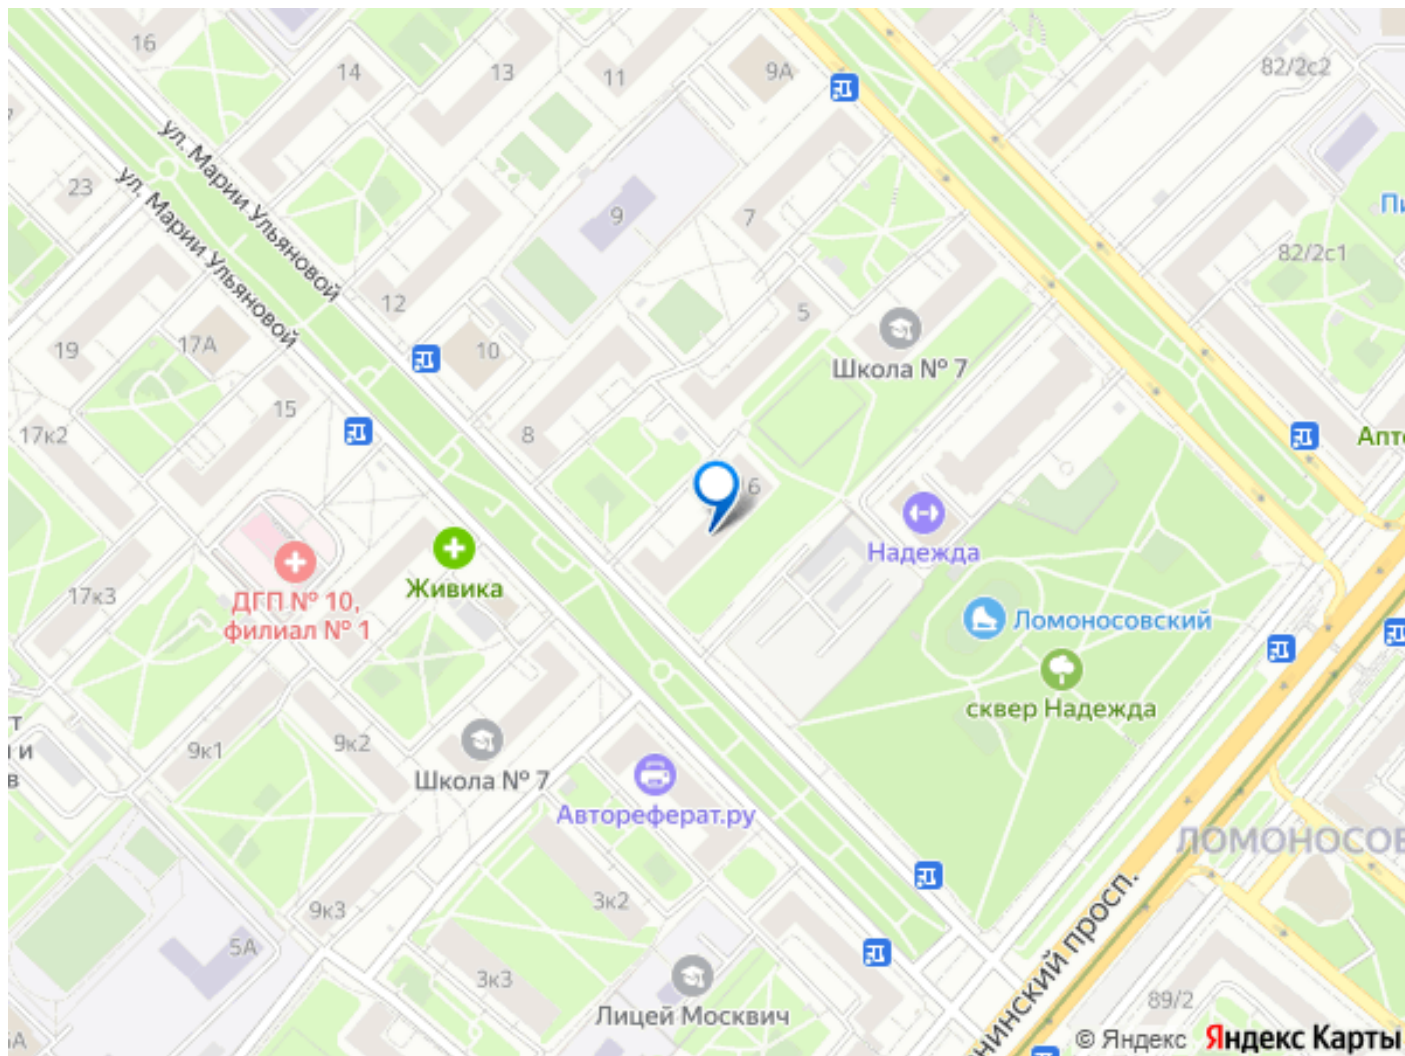 16
14
13
11
9А
82/2с2
ул. Марии Ульяновой
ул. Марии Ульяновой
23
9
7
Пи
82/2с1
12
5
19
17А
10
Школа № 7
15
17к2
8
Апте
6
Надежда
Живика
17к3
ДГП № 10,
филиал № 1
Ломоносовский
сквер Надежда
т
и
в
9к1
9к2
Школа № 7
Автореферат.ру
ЛОМОНОСОВ
9к3
3к2
5А
3к3
Лицей Москвич
нинский просп.
89/2
А
© Яндекс Яндекс Карты